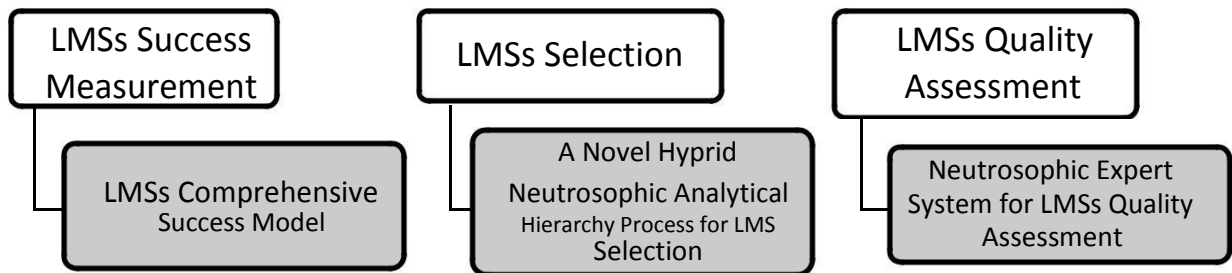 LMSs Success
Measurement
LMSs Comprehensive
Success Model
LMSs Selection
A Novel Hyprid
Neutrosophic Analytical
Hierarchy Process for LMS
Selection
LMSs Quality
Assessment
Neutrosophic Expert
System for LMSs Quality
Assessment